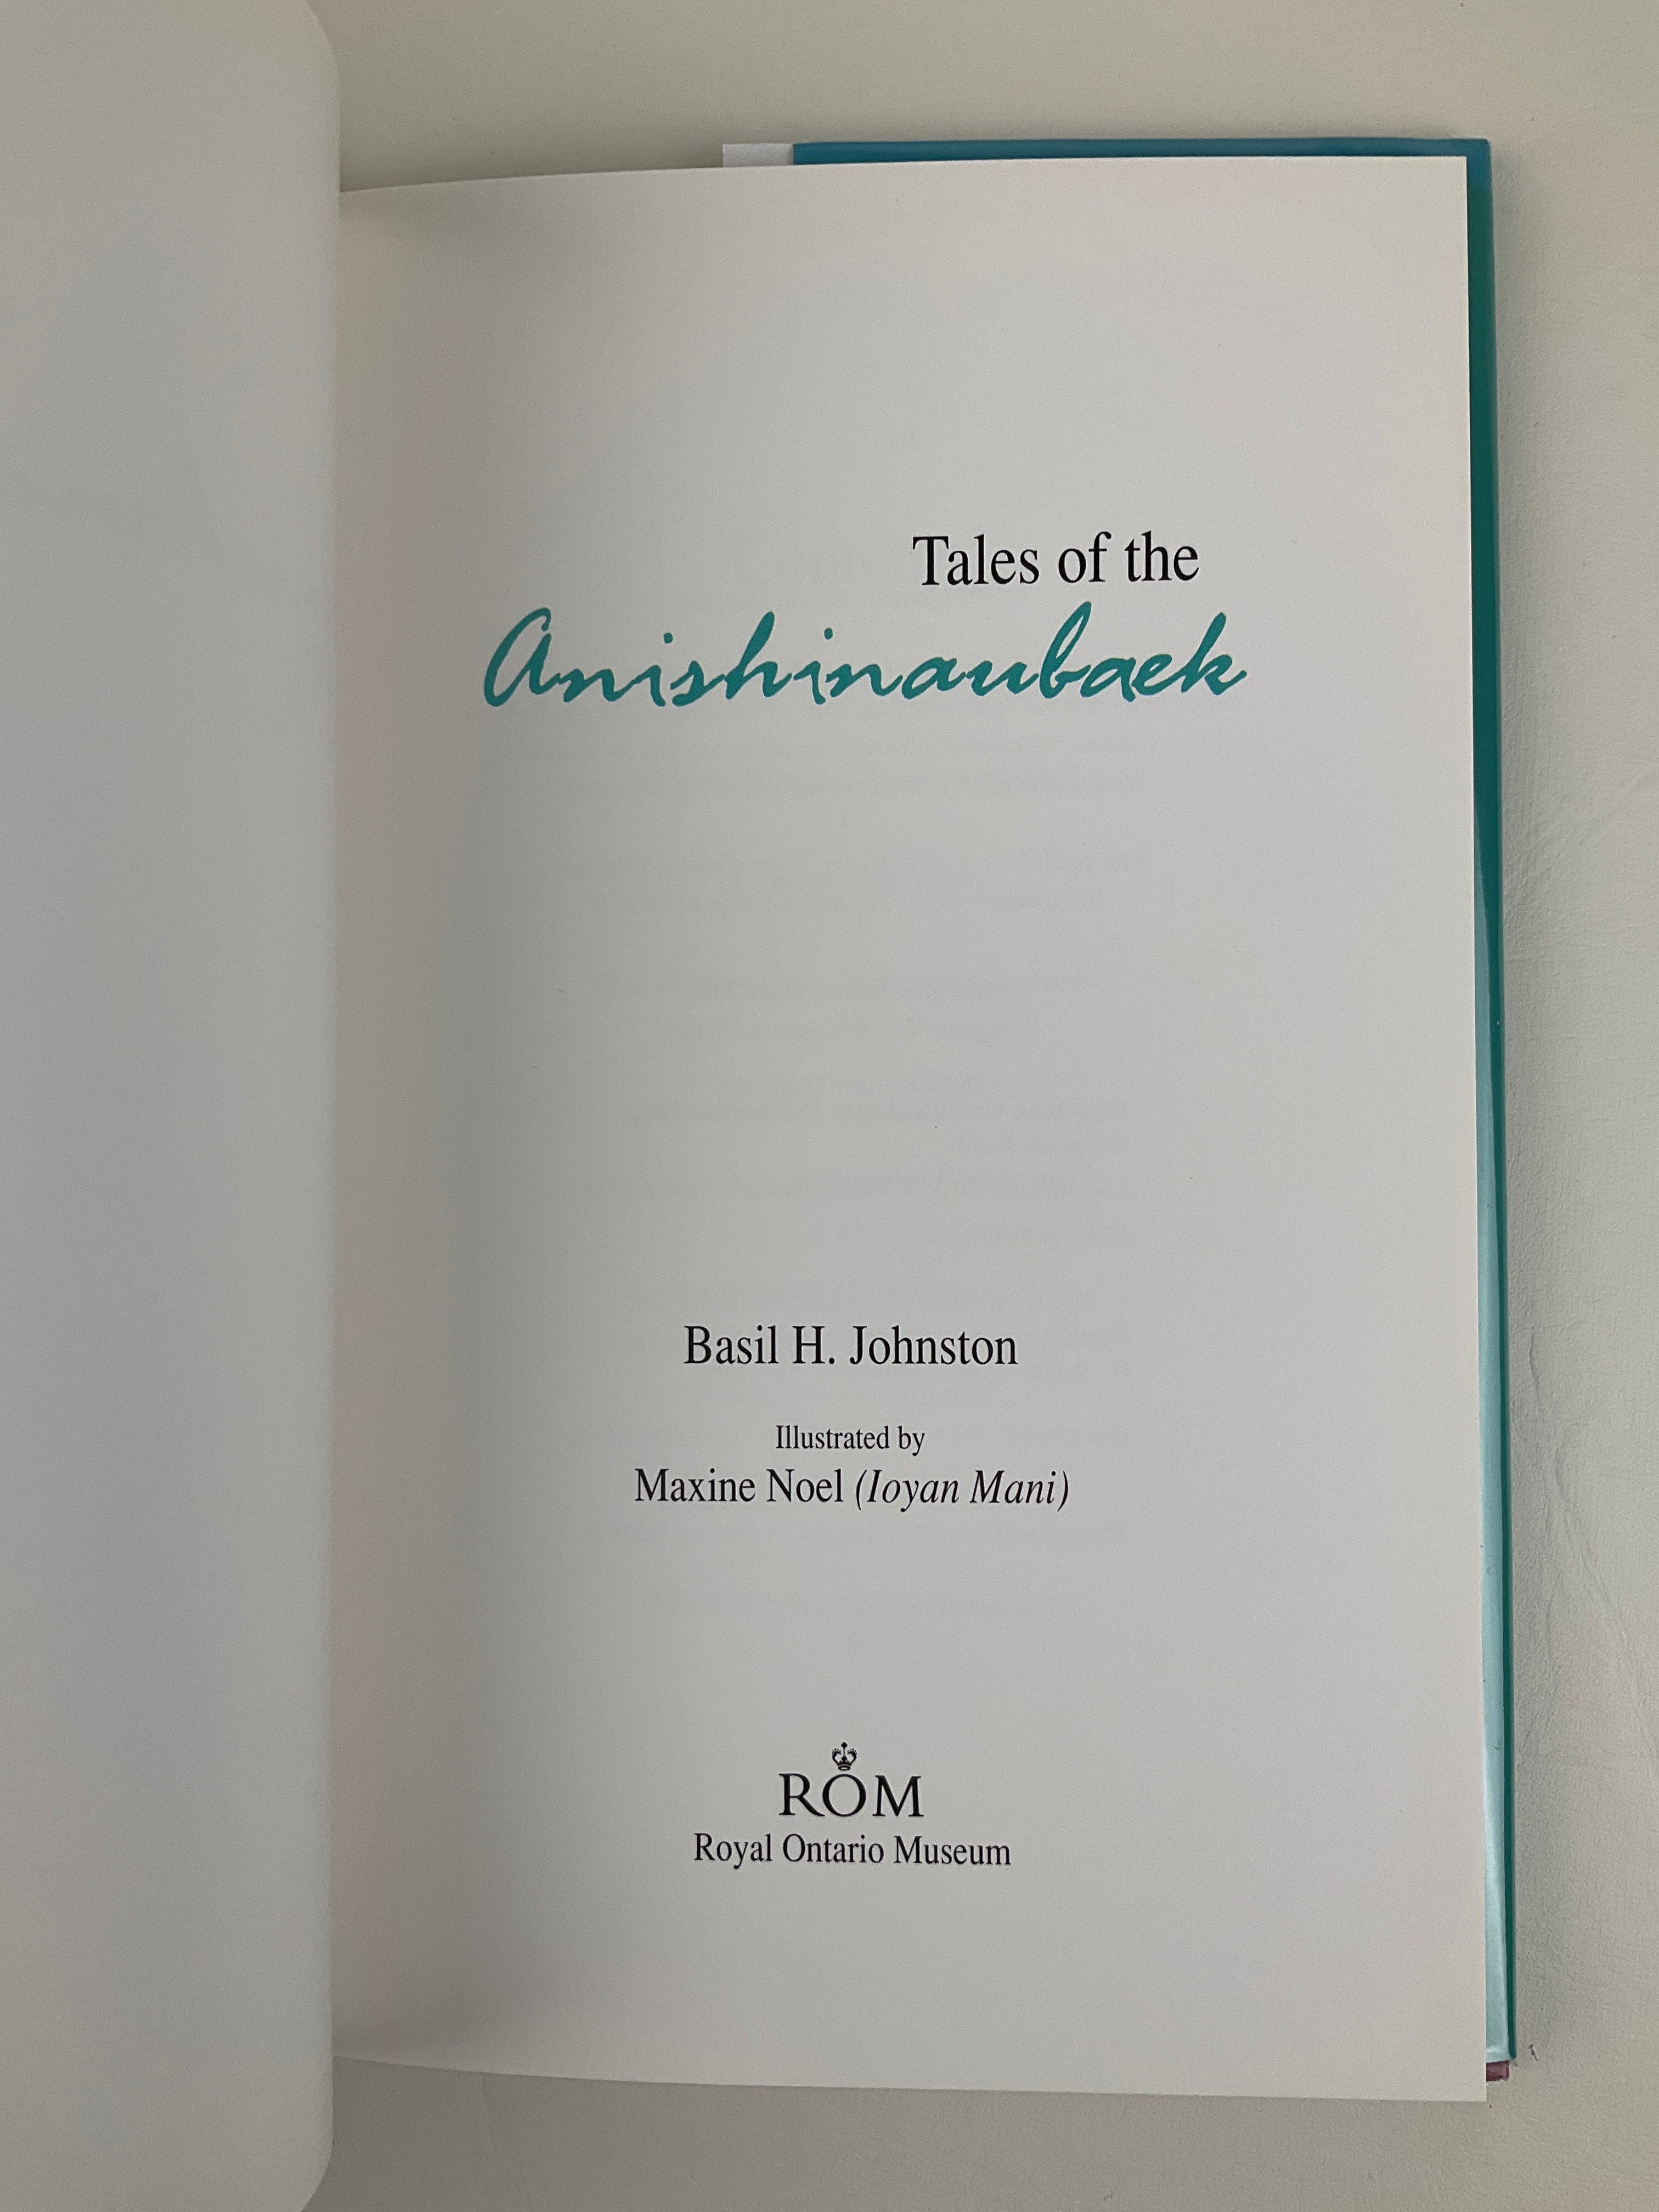 Tales of the
Anishinaubaek
Basil H. Johnston
Illustrated by
Maxine Noel (Ioyan Mani)
ROM
Royal Ontario Museum